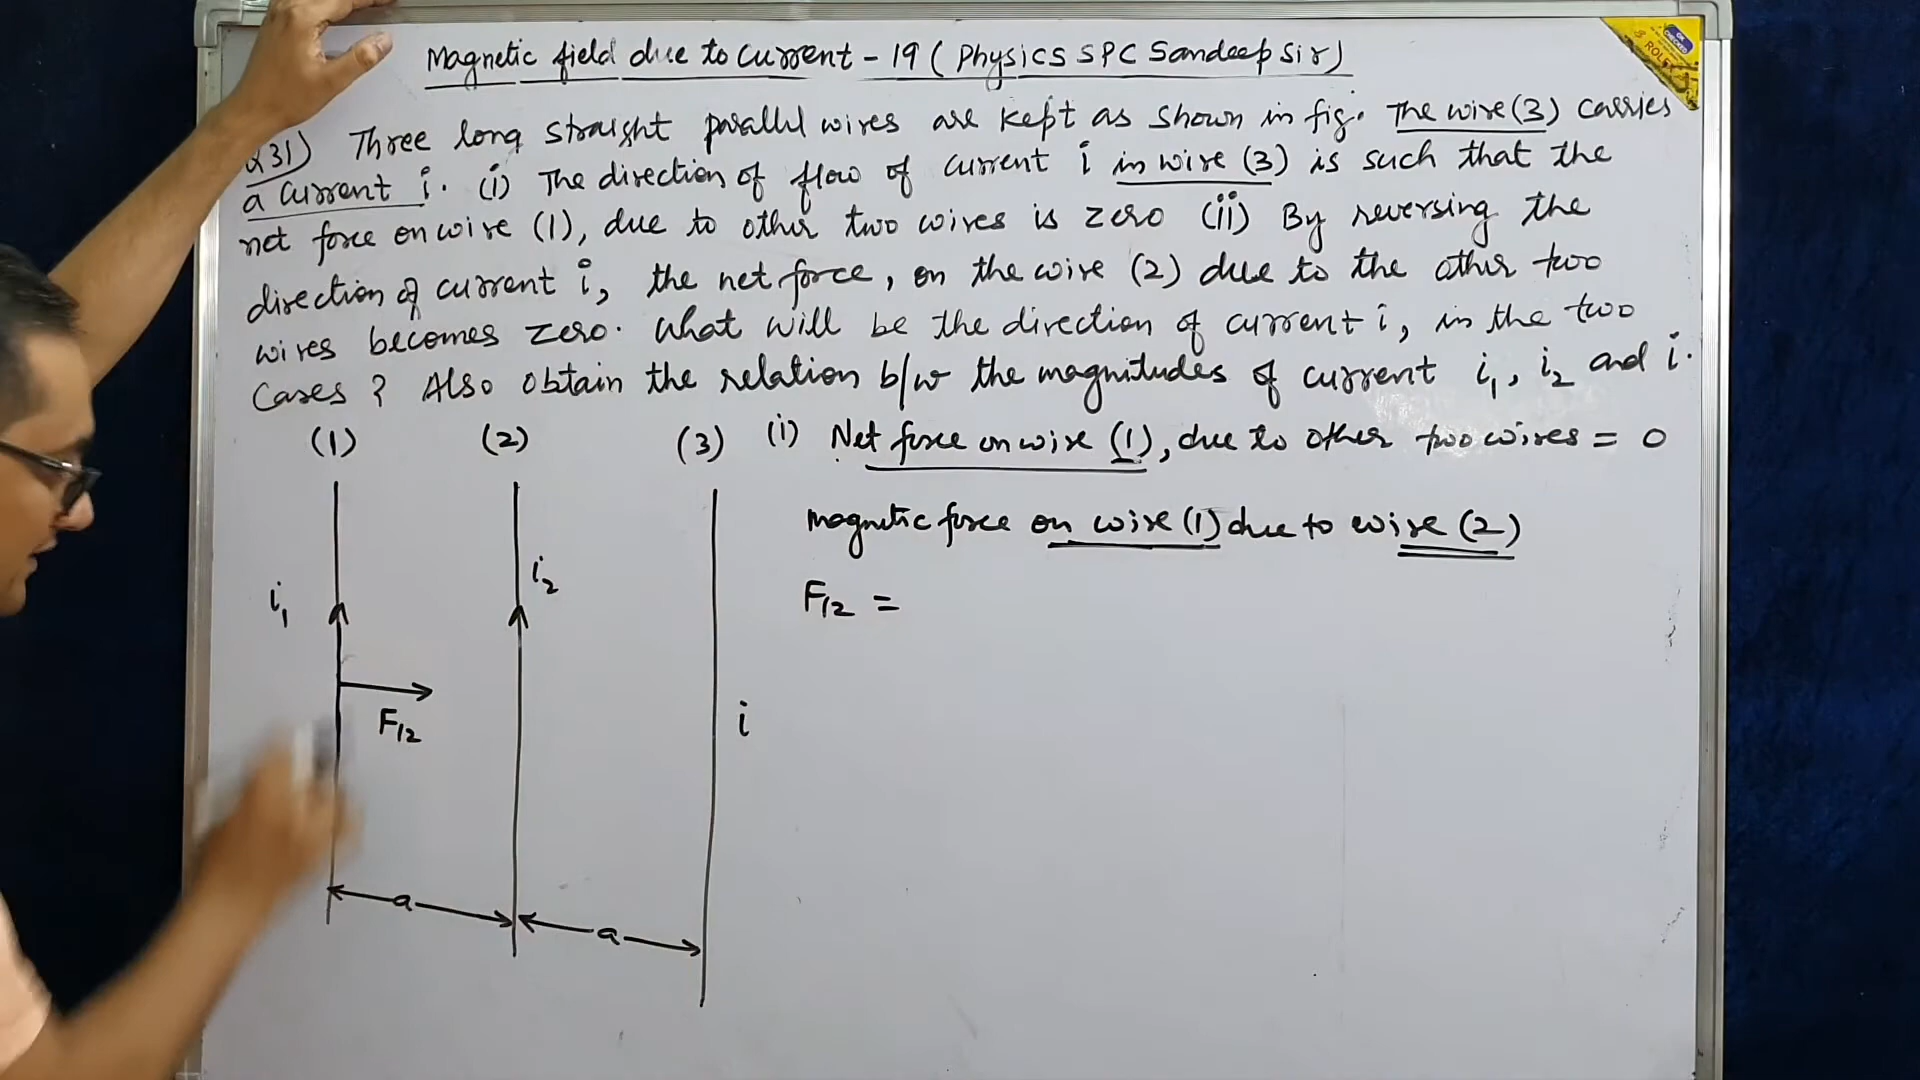 Magnetic field due to current - 19 (Physics SPC Sandeep Sir)
Q31) Three long straight parallel wires are kept as shown in fig. The wire (3) carries
a current i. (i) The direction of flow of current i in wire (3) is such that the
net force on wire (1), due to other two wires is zero (ii) By reversing the
direction of current i, the net force, on the wire (2) due to the other two
wires becomes zero. What will be the direction of current i, in the two
Cases ? Also obtain the relation b/w the magnitudes of current i₁, i₂ and i.
(1) (2) (3) (i) Net force on wire (1), due to other two wires = 0
magnetic force on wire (1) due to wire (2)
i₁ i₂ F₁₂ =
F₁₂ i
a a